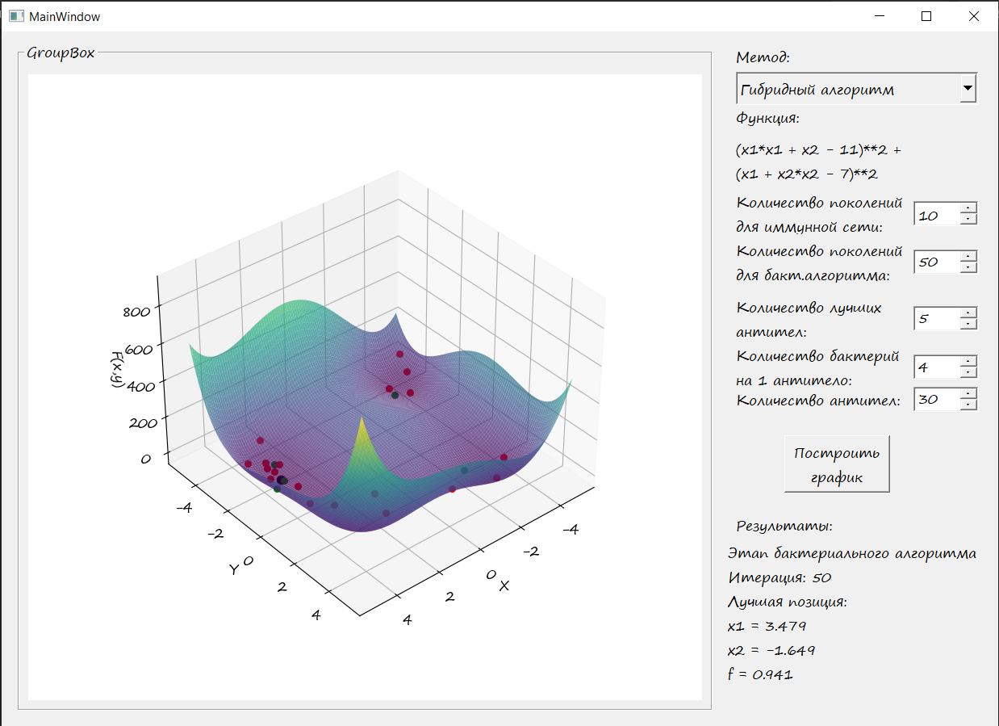 MainWindow
GroupBox
800
600
400
200
0
F(x,y)
-4
-2
0
2
4
Y
4
2
0
-2
-4
X
Метод:
Гибридный алгоритм
Функция:
(x1*x1 + x2 - 11)**2 +
(x1 + x2*x2 - 7)**2
Количество поколений
для иммунной сети:
10
Количество поколений
для бакт.алгоритма:
50
Количество лучших
антител:
5
Количество бактерий
на 1 антитело:
4
Количество антител:
30
Построить
график
Результаты:
Этап бактериального алгоритма
Итерация: 50
Лучшая позиция:
x1 = 3.479
x2 = -1.649
f = 0.941